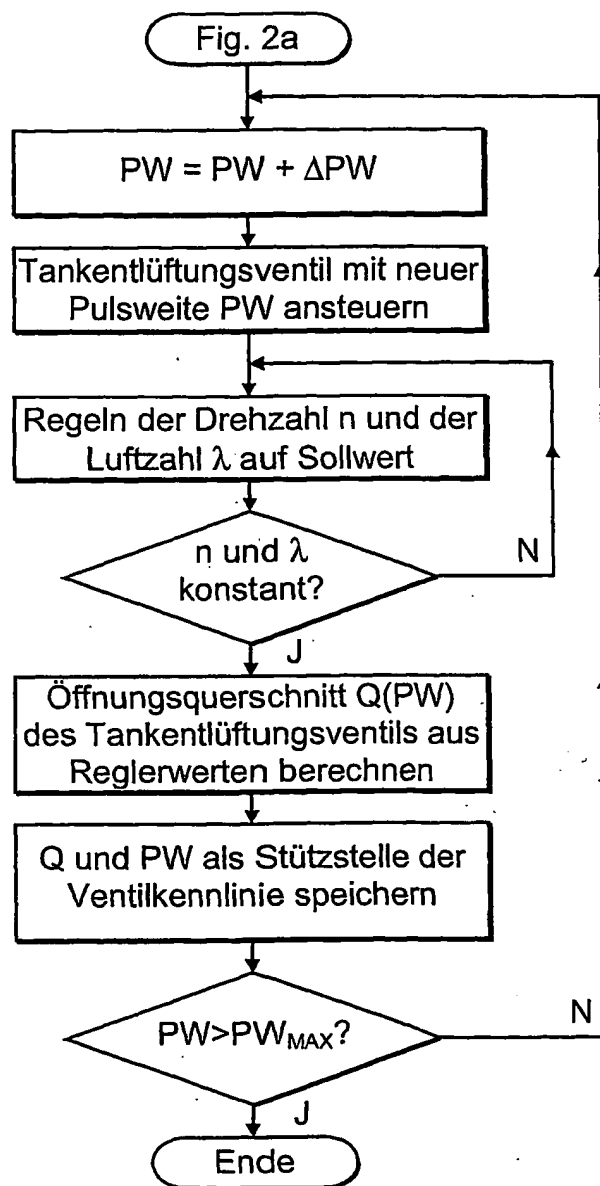 Fig. 2a
PW = PW + ΔPW
Tankentlüftungsventil mit neuer
Pulsweite PW ansteuern
Regeln der Drehzahl n und der
Luftzahl λ auf Sollwert
n und λ
konstant?
N
J
Öffnungsquerschnitt Q(PW)
des Tankentlüftungsventils aus
Reglerwerten berechnen
Q und PW als Stützstelle der
Ventilkennlinie speichern
PW>PWMAX?
N
J
Ende